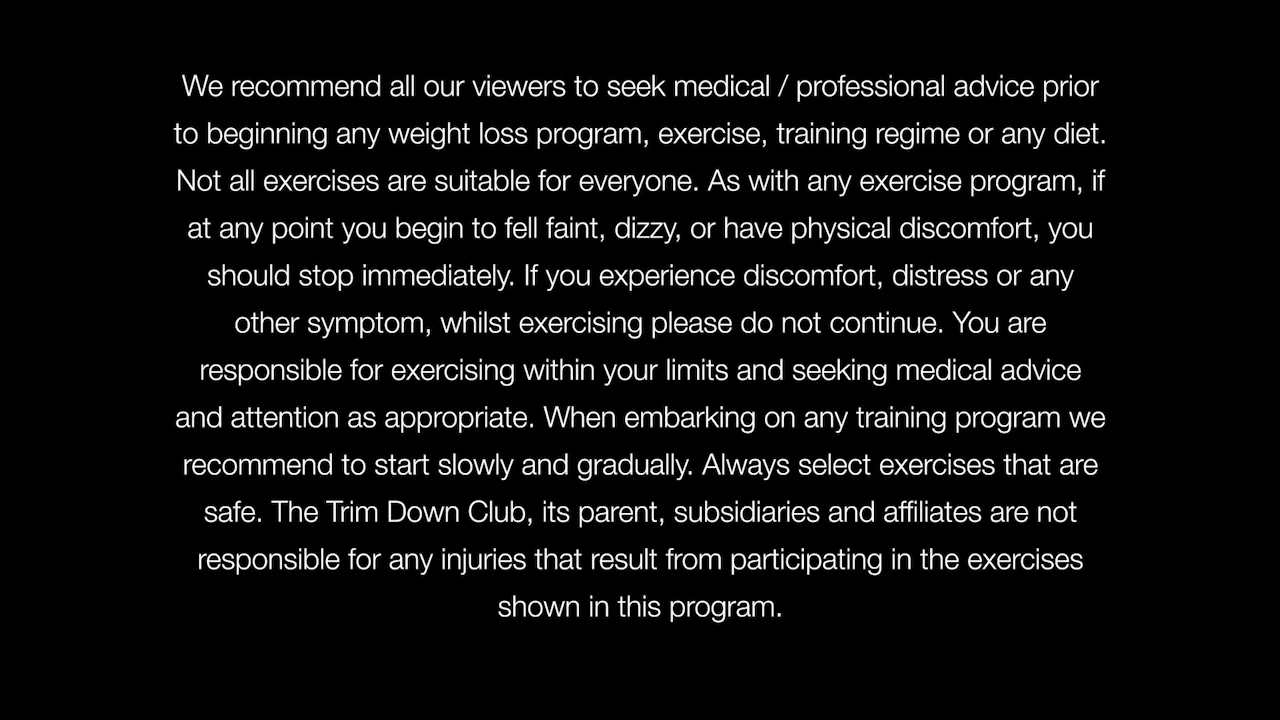 We recommend all our viewers to seek medical / professional advice prior
to beginning any weight loss program, exercise, training regime or any diet.
Not all exercises are suitable for everyone. As with any exercise program, if
at any point you begin to fell faint, dizzy, or have physical discomfort, you
should stop immediately. If you experience discomfort, distress or any
other symptom, whilst exercising please do not continue. You are
responsible for exercising within your limits and seeking medical advice
and attention as appropriate. When embarking on any training program we
recommend to start slowly and gradually. Always select exercises that are
safe. The Trim Down Club, its parent, subsidiaries and affiliates are not
responsible for any injuries that result from participating in the exercises
shown in this program.